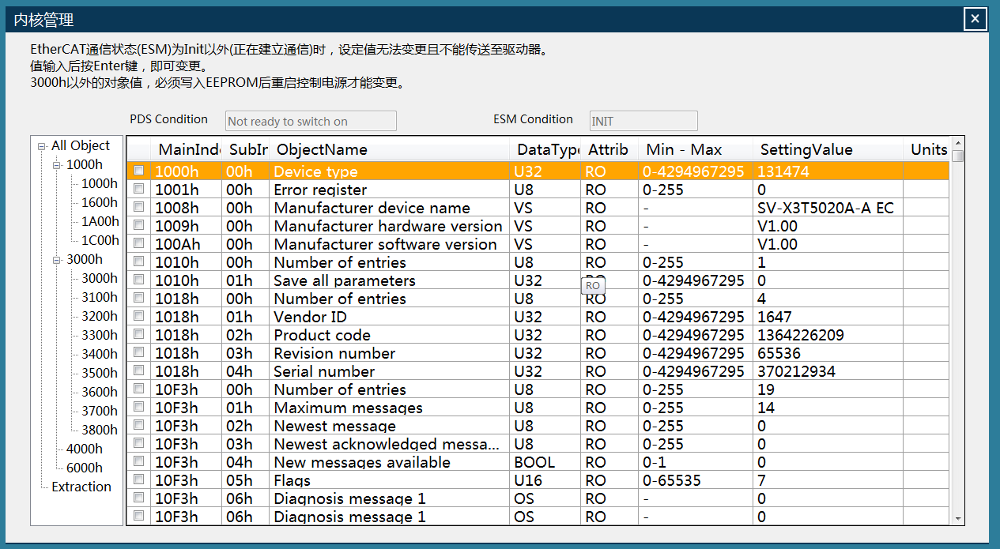 内核管理
EtherCAT通信状态(ESM)为Init以外(正在建立通信)时，设定值无法变更且不能传送至驱动器。
值输入后按Enter键，即可变更。
3000h以外的对象值，必须写入EEPROM后重启控制电源才能变更。
PDS Condition Not ready to switch on ESM Condition INIT
All Object
1000h
1000h
1600h
1A00h
1C00h
3000h
3000h
3100h
3200h
3300h
3400h
3500h
3600h
3700h
3800h
4000h
6000h
Extraction
MainInd SubIn ObjectName DataType Attrib Min - Max SettingValue Units
1000h 00h Device type U32 RO 0-4294967295 131474
1001h 00h Error register U8 RO 0-255 0
1008h 00h Manufacturer device name VS RO - SV-X3T5020A-A EC
1009h 00h Manufacturer hardware version VS RO - V1.00
100Ah 00h Manufacturer software version VS RO - V1.00
1010h 00h Number of entries U8 RO 0-255 1
1010h 01h Save all parameters U32 RO 0-4294967295 0
RO
1018h 00h Number of entries U8 RO 0-255 4
1018h 01h Vendor ID U32 RO 0-4294967295 1647
1018h 02h Product code U32 RO 0-4294967295 1364226209
1018h 03h Revision number U32 RO 0-4294967295 65536
1018h 04h Serial number U32 RO 0-4294967295 370212934
10F3h 00h Number of entries U8 RO 0-255 19
10F3h 01h Maximum messages U8 RO 0-255 14
10F3h 02h Newest message U8 RO 0-255 0
10F3h 03h Newest acknowledged messa... U8 RO 0-255 0
10F3h 04h New messages available BOOL RO 0-1 0
10F3h 05h Flags U16 RO 0-65535 7
10F3h 06h Diagnosis message 1 OS RO - 0
10F3h 06h Diagnosis message 1 OS RO - 0